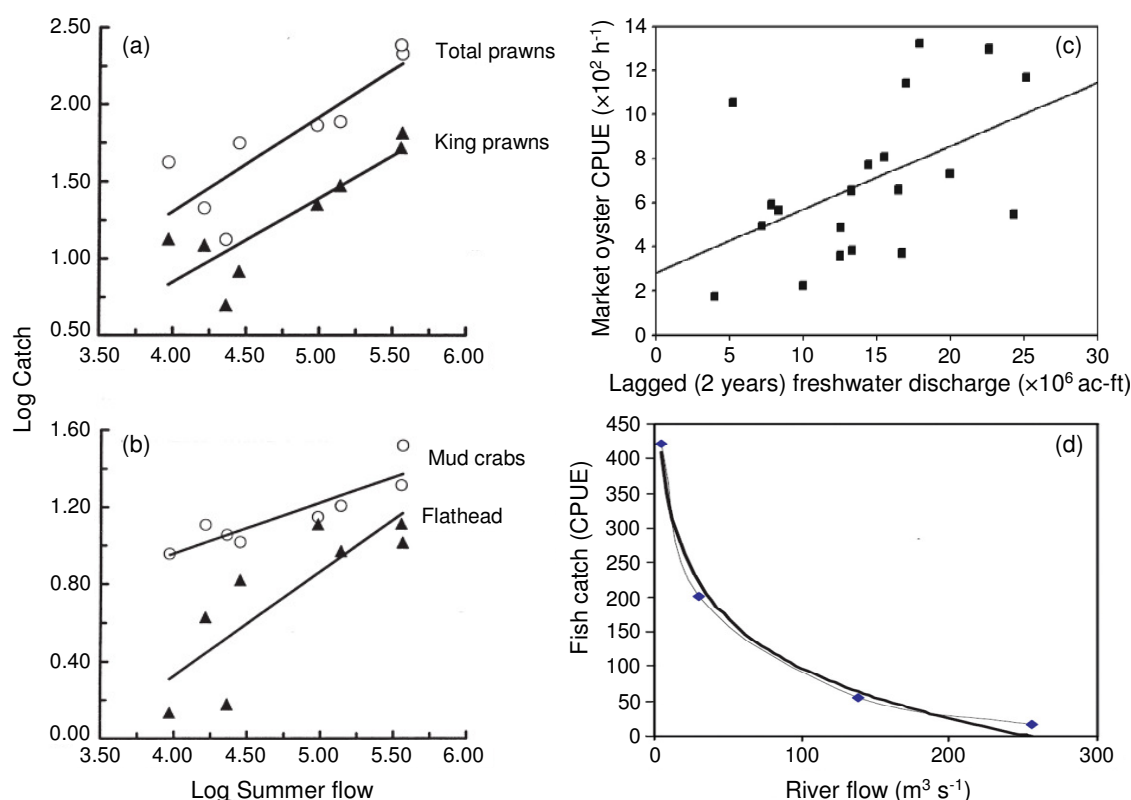 (a)
Total prawns
King prawns
2.50
2.00
1.50
1.00
0.50
3.50 4.00 4.50 5.00 5.50 6.00
Log Catch
(b)
Mud crabs
Flathead
1.60
1.20
0.80
0.40
0.00
3.50 4.00 4.50 5.00 5.50 6.00
Log Summer flow
(c)
Market oyster CPUE (×10² h⁻¹)
14
12
10
8
6
4
2
0
0 5 10 15 20 25 30
Lagged (2 years) freshwater discharge (×10⁶ ac-ft)
(d)
Fish catch (CPUE)
450
400
350
300
250
200
150
100
50
0
0 100 200 300
River flow (m³ s⁻¹)